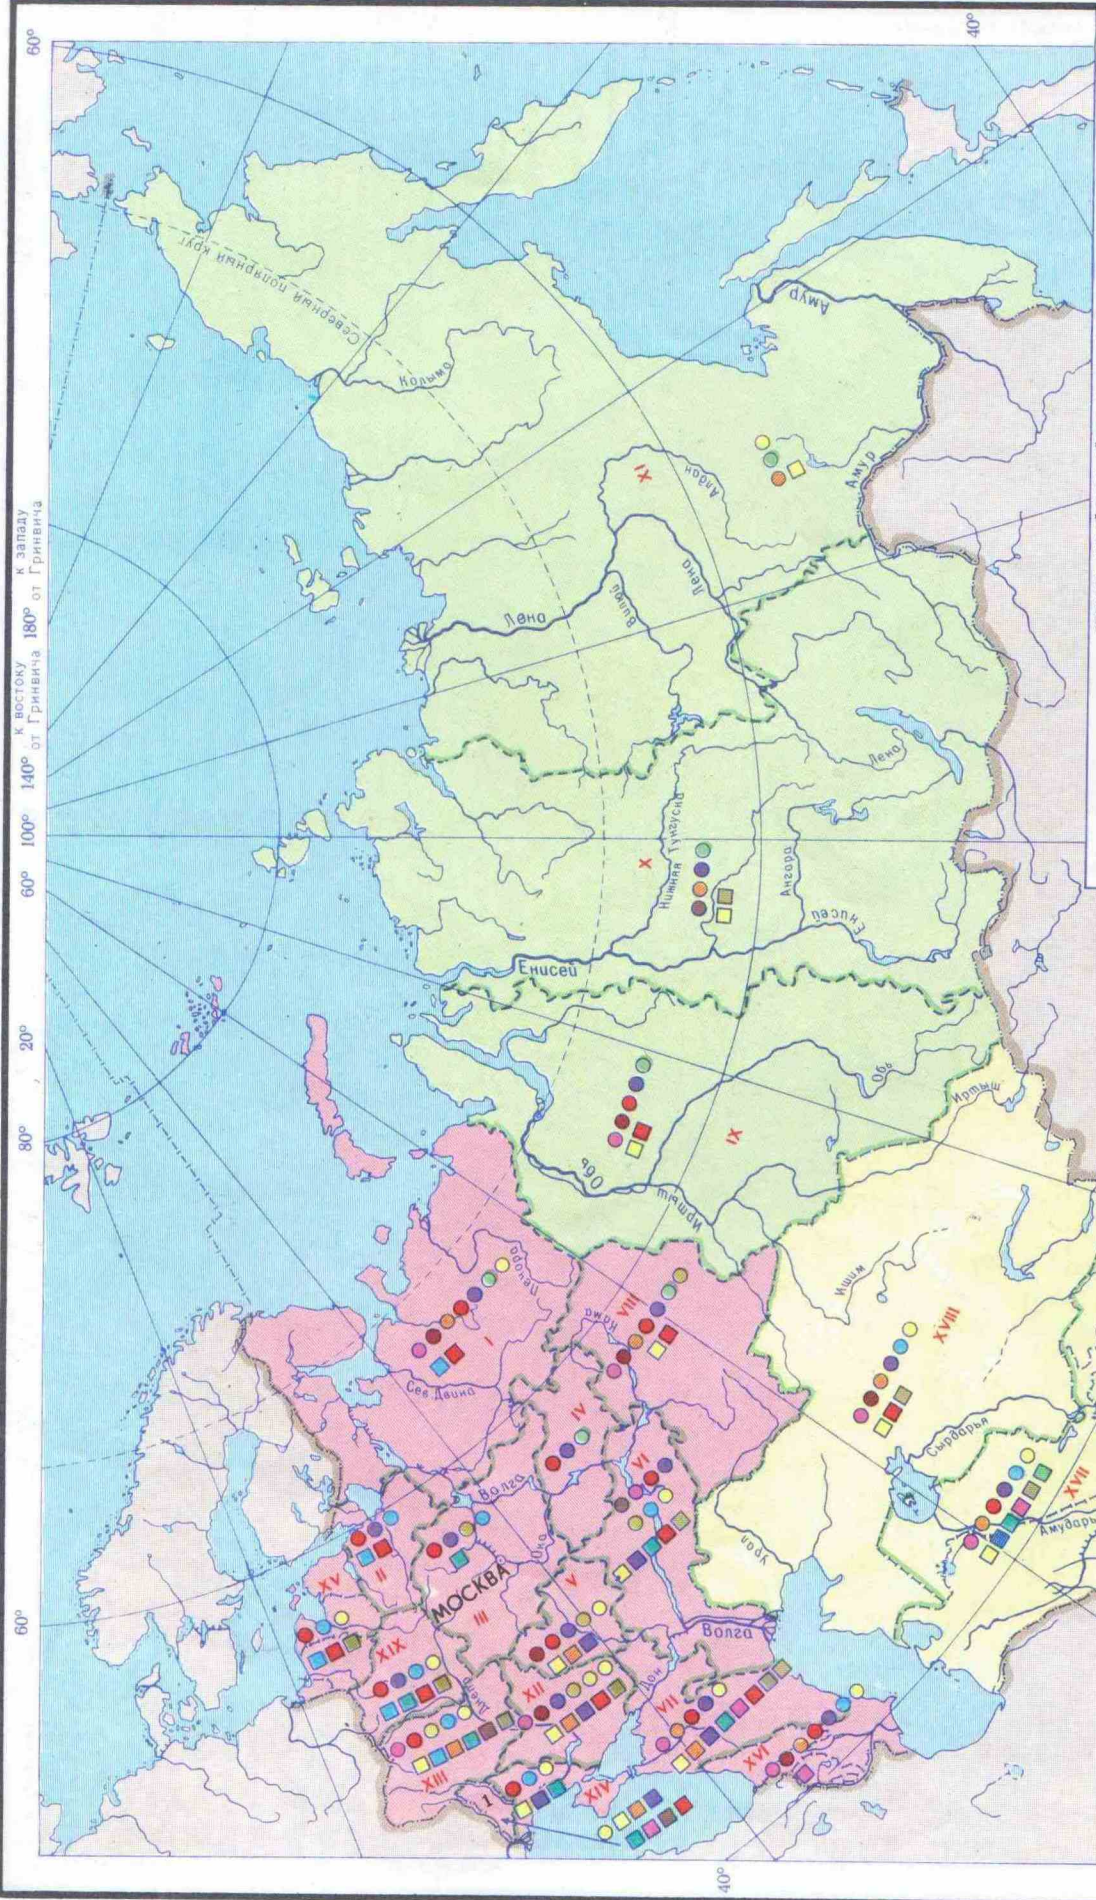 к востоку
от Гринвича
к западу
от Гринвича
60°
20°
80°
60°
100°
140°
180°
60°
40°
40°
Северный полярный круг
Колыма
Лена
Вилюй
Лена
XI
Алдан
Амур
Амур
X
Нижняя Тунгуска
Ангара
Лена
Енисей
Енисей
Обь
IX
Обь
Иртыш
Иртыш
Печора
I
Сев. Двина
Кама
VIII
IV
Волга
VI
Ока
XV
II
МОСКВА
III
V
XIX
Днепр
XII
XIII
1
Дон
Волга
VII
XIV
XVI
Урал
Ишим
XVIII
Сырдарья
XVII
Амударь